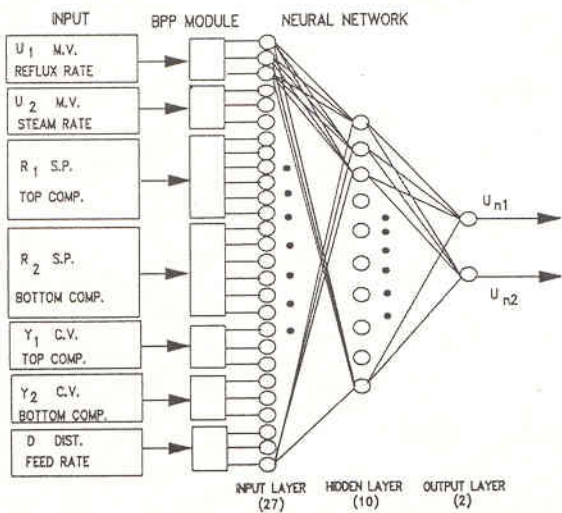 INPUT BPP MODULE NEURAL NETWORK
U1 M.V.
REFLUX RATE
U2 M.V.
STEAM RATE
R1 S.P.
TOP COMP.
R2 S.P.
BOTTOM COMP.
Y1 C.V.
TOP COMP.
Y2 C.V.
BOTTOM COMP.
D DIST.
FEED RATE
Un1
Un2
INPUT LAYER
(27)
HIDDEN LAYER
(10)
OUTPUT LAYER
(2)